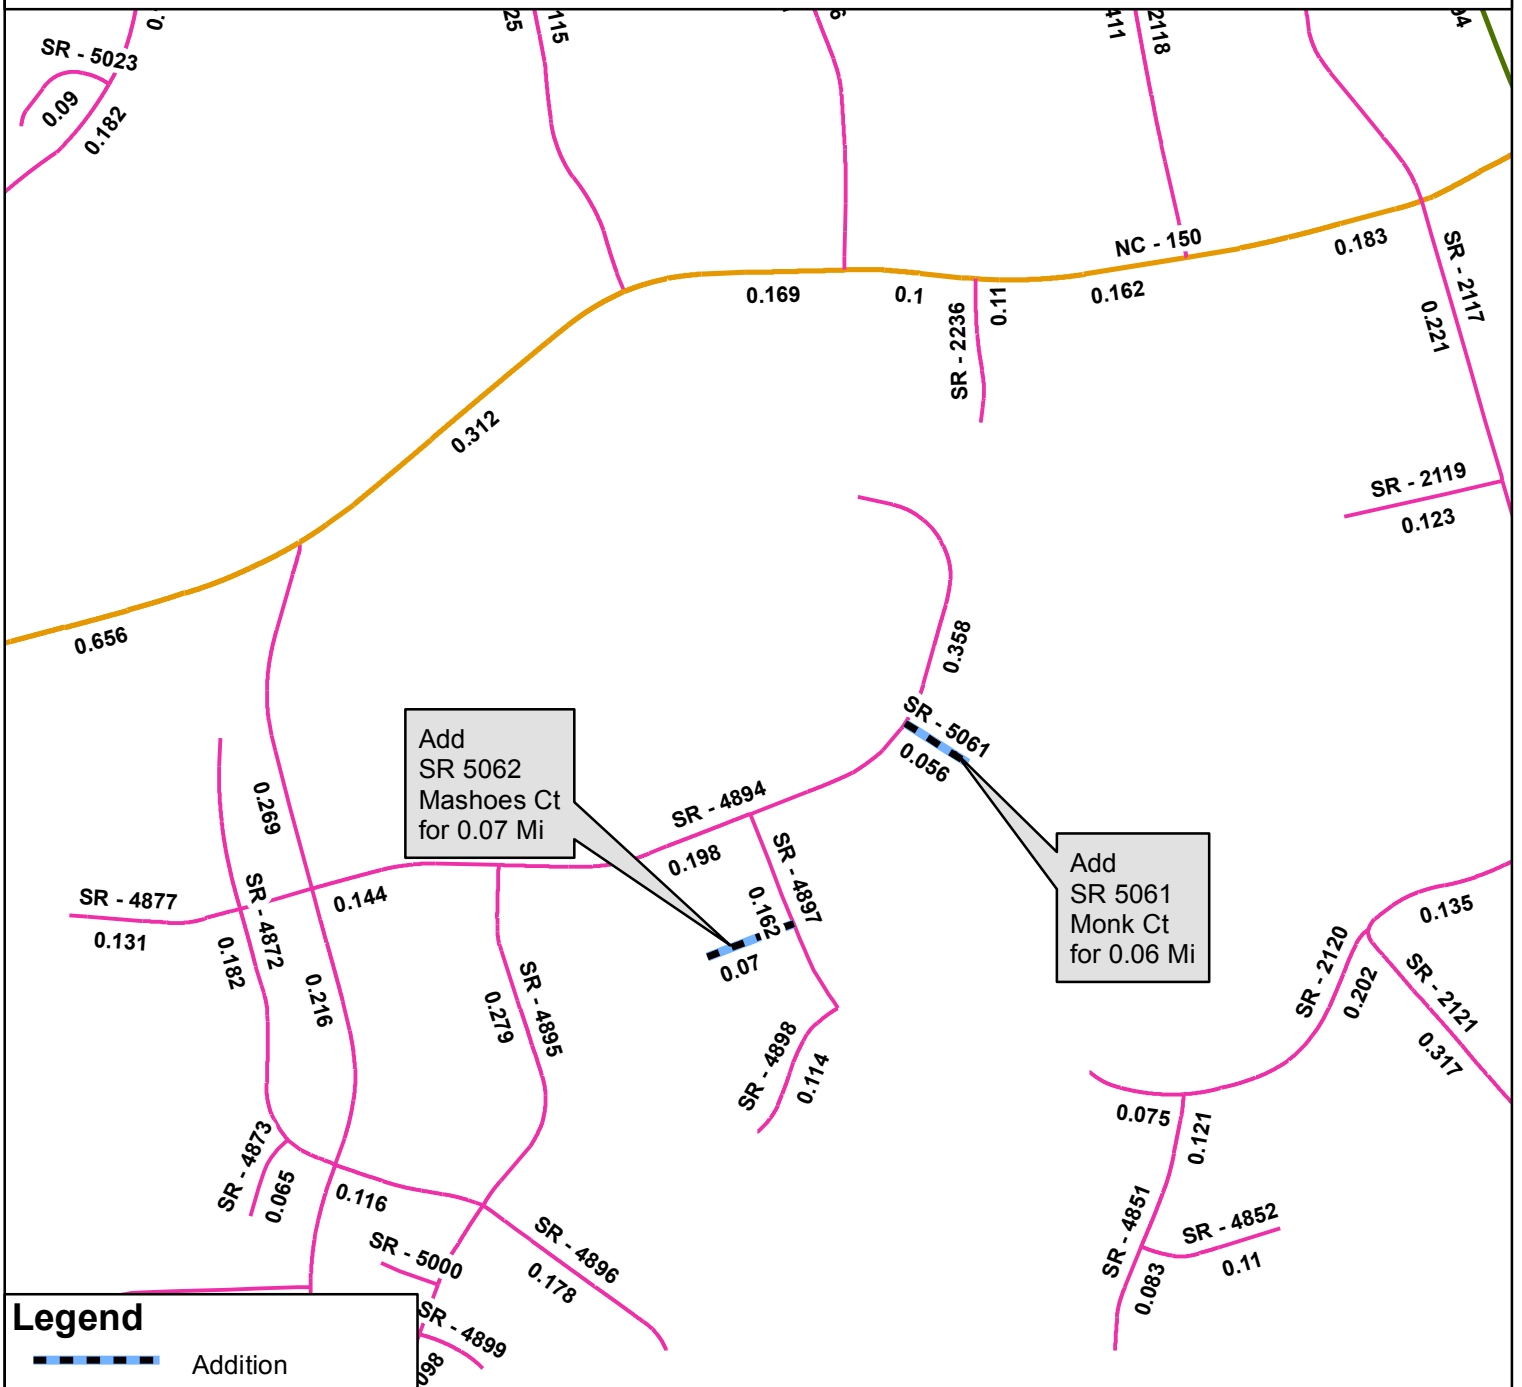 SR - 5023
0.09
0.182
0.
25
115
6
411
2118
94
NC - 150
0.183
0.169
0.1
0.11
0.162
SR - 2236
SR - 2117
0.221
0.312
SR - 2119
0.123
0.656
0.358
SR - 5061
0.056
Add
SR 5062
Mashoes Ct
for 0.07 Mi
SR - 4894
0.198
0.269
SR - 4897
0.162
0.07
Add
SR 5061
Monk Ct
for 0.06 Mi
SR - 4877
0.131
0.144
SR - 4872
0.182
0.216
SR - 4895
0.279
SR - 4898
0.114
0.135
SR - 2120
0.202
SR - 2121
0.317
0.075
0.121
SR - 4873
0.065
0.116
SR - 4851
SR - 4852
0.11
0.083
SR - 5000
SR - 4896
0.178
SR - 4899
098
Legend
Addition